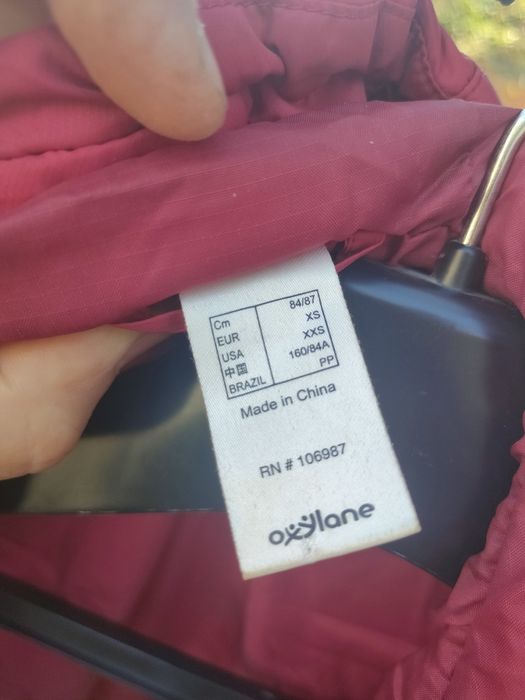 Cm 84/87
EUR XS
USA XXS
中国 160/84A
BRAZIL PP
Made in China
RN # 106987
oxylane